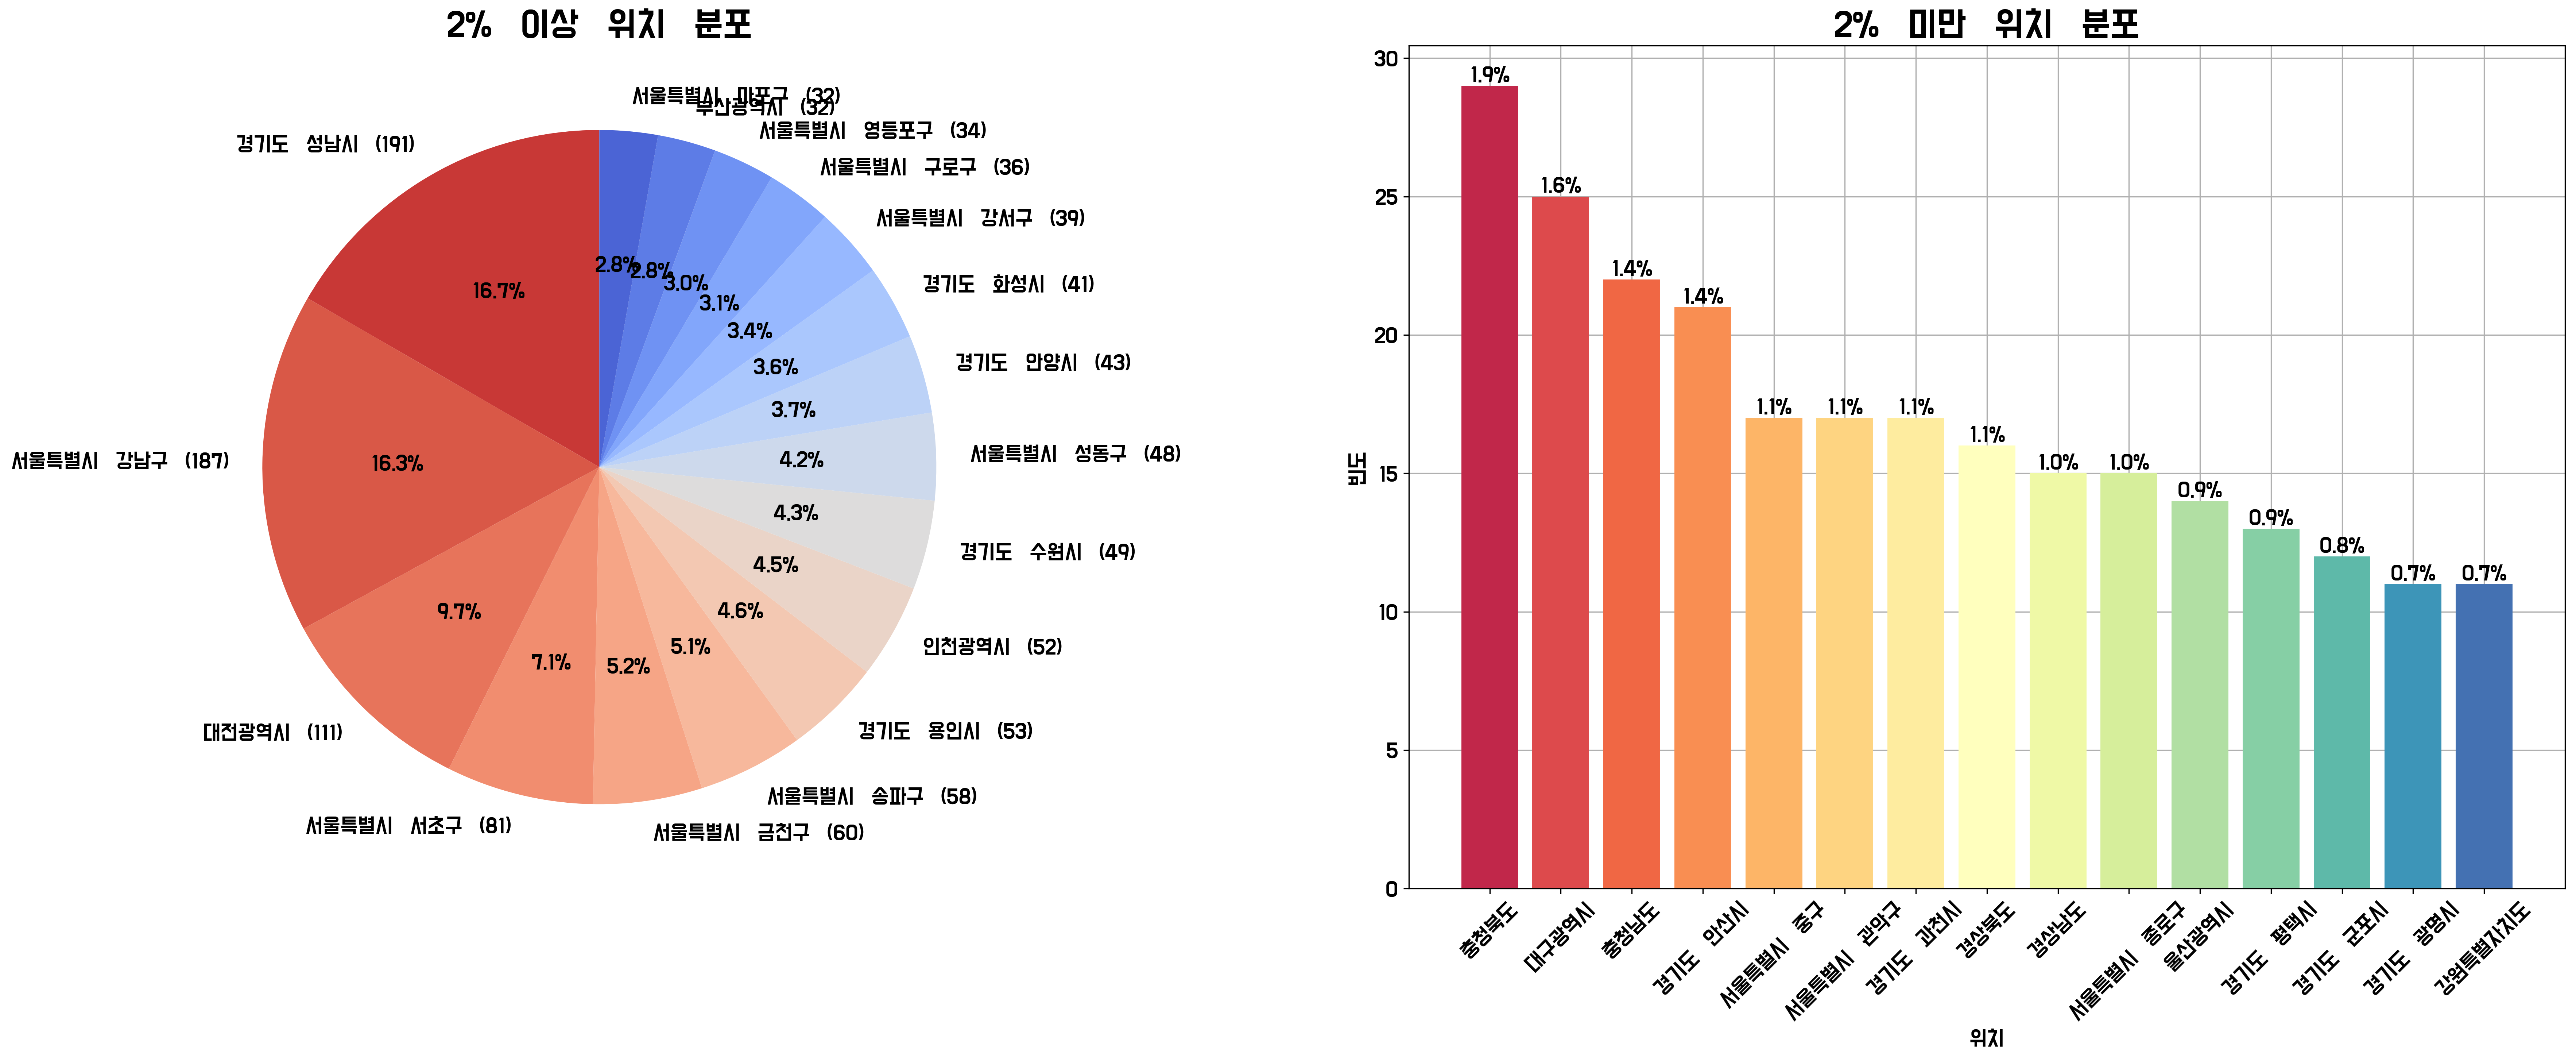 2% 이상 위치 분포
서울특별시 마포구 (32)
부산광역시 (32)
서울특별시 영등포구 (34)
서울특별시 구로구 (36)
서울특별시 강서구 (39)
경기도 화성시 (41)
경기도 안양시 (43)
서울특별시 성동구 (48)
경기도 수원시 (49)
인천광역시 (52)
경기도 용인시 (53)
서울특별시 송파구 (58)
서울특별시 금천구 (60)
서울특별시 서초구 (81)
대전광역시 (111)
서울특별시 강남구 (187)
경기도 성남시 (191)
2.8%
2.8%
3.0%
3.1%
3.4%
3.6%
3.7%
4.2%
4.3%
4.5%
4.6%
5.1%
5.2%
7.1%
9.7%
16.3%
16.7%
2% 미만 위치 분포
빈도
30
25
20
15
10
5
0
1.9%
1.6%
1.4%
1.4%
1.1%
1.1%
1.1%
1.1%
1.0%
1.0%
0.9%
0.9%
0.8%
0.7%
0.7%
충청북도
대구광역시
충청남도
경기도 안산시
서울특별시 중구
서울특별시 관악구
경기도 과천시
경상북도
경상남도
서울특별시 종로구
울산광역시
경기도 평택시
경기도 군포시
경기도 광명시
강원특별자치도
위치